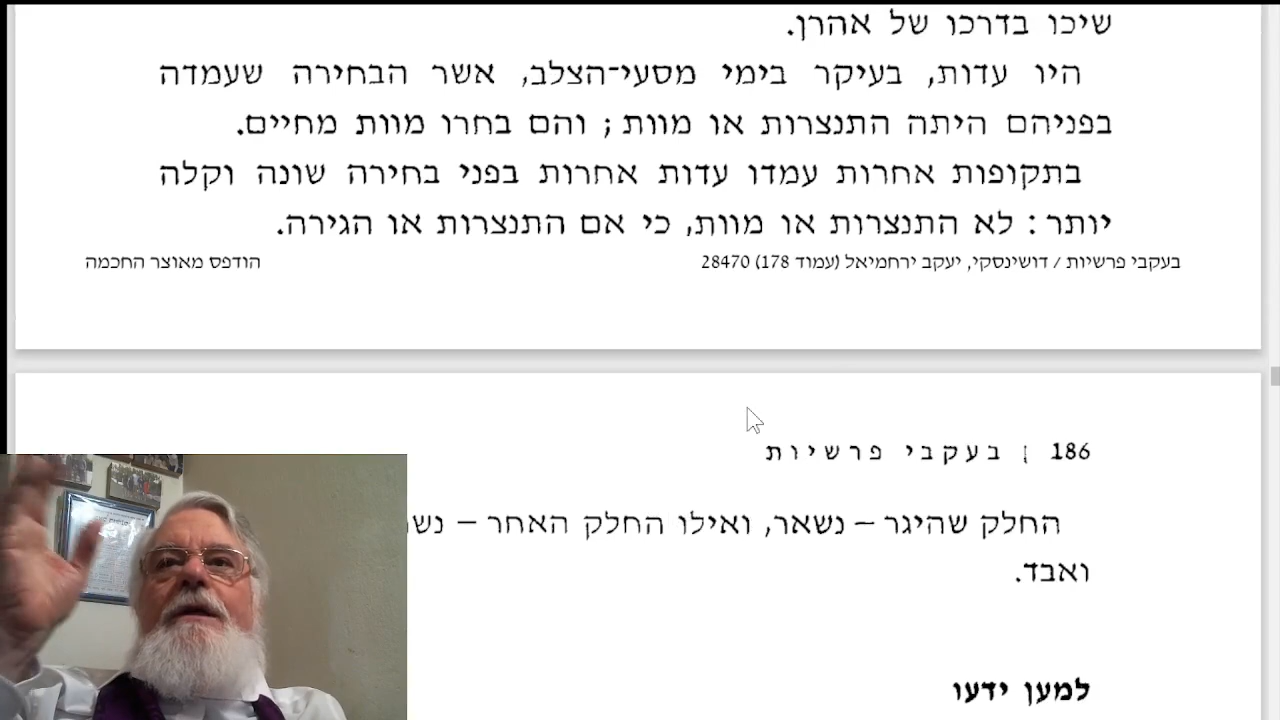 שיכו בדרכו של אהרן.
היו עדות, בעיקר בימי מסעי־הצלב, אשר הבחירה שעמדה
בפניהם היתה התנצרות או מוות; והם בחרו מוות מחיים.
בתקופות אחרות עמדו עדות אחרות בפני בחירה שונה וקלה
יותר: לא התנצרות או מוות, כי אם התנצרות או הגירה.
בעקבי פרשיות / דושינסקי, יעקב ירחמיאל (עמוד 178) 28470
הודפס מאוצר החכמה
186 | בעקבי פרשיות
החלק שהיגר – נשאר, ואילו החלק האחר –
ואבד.
למען ידעו